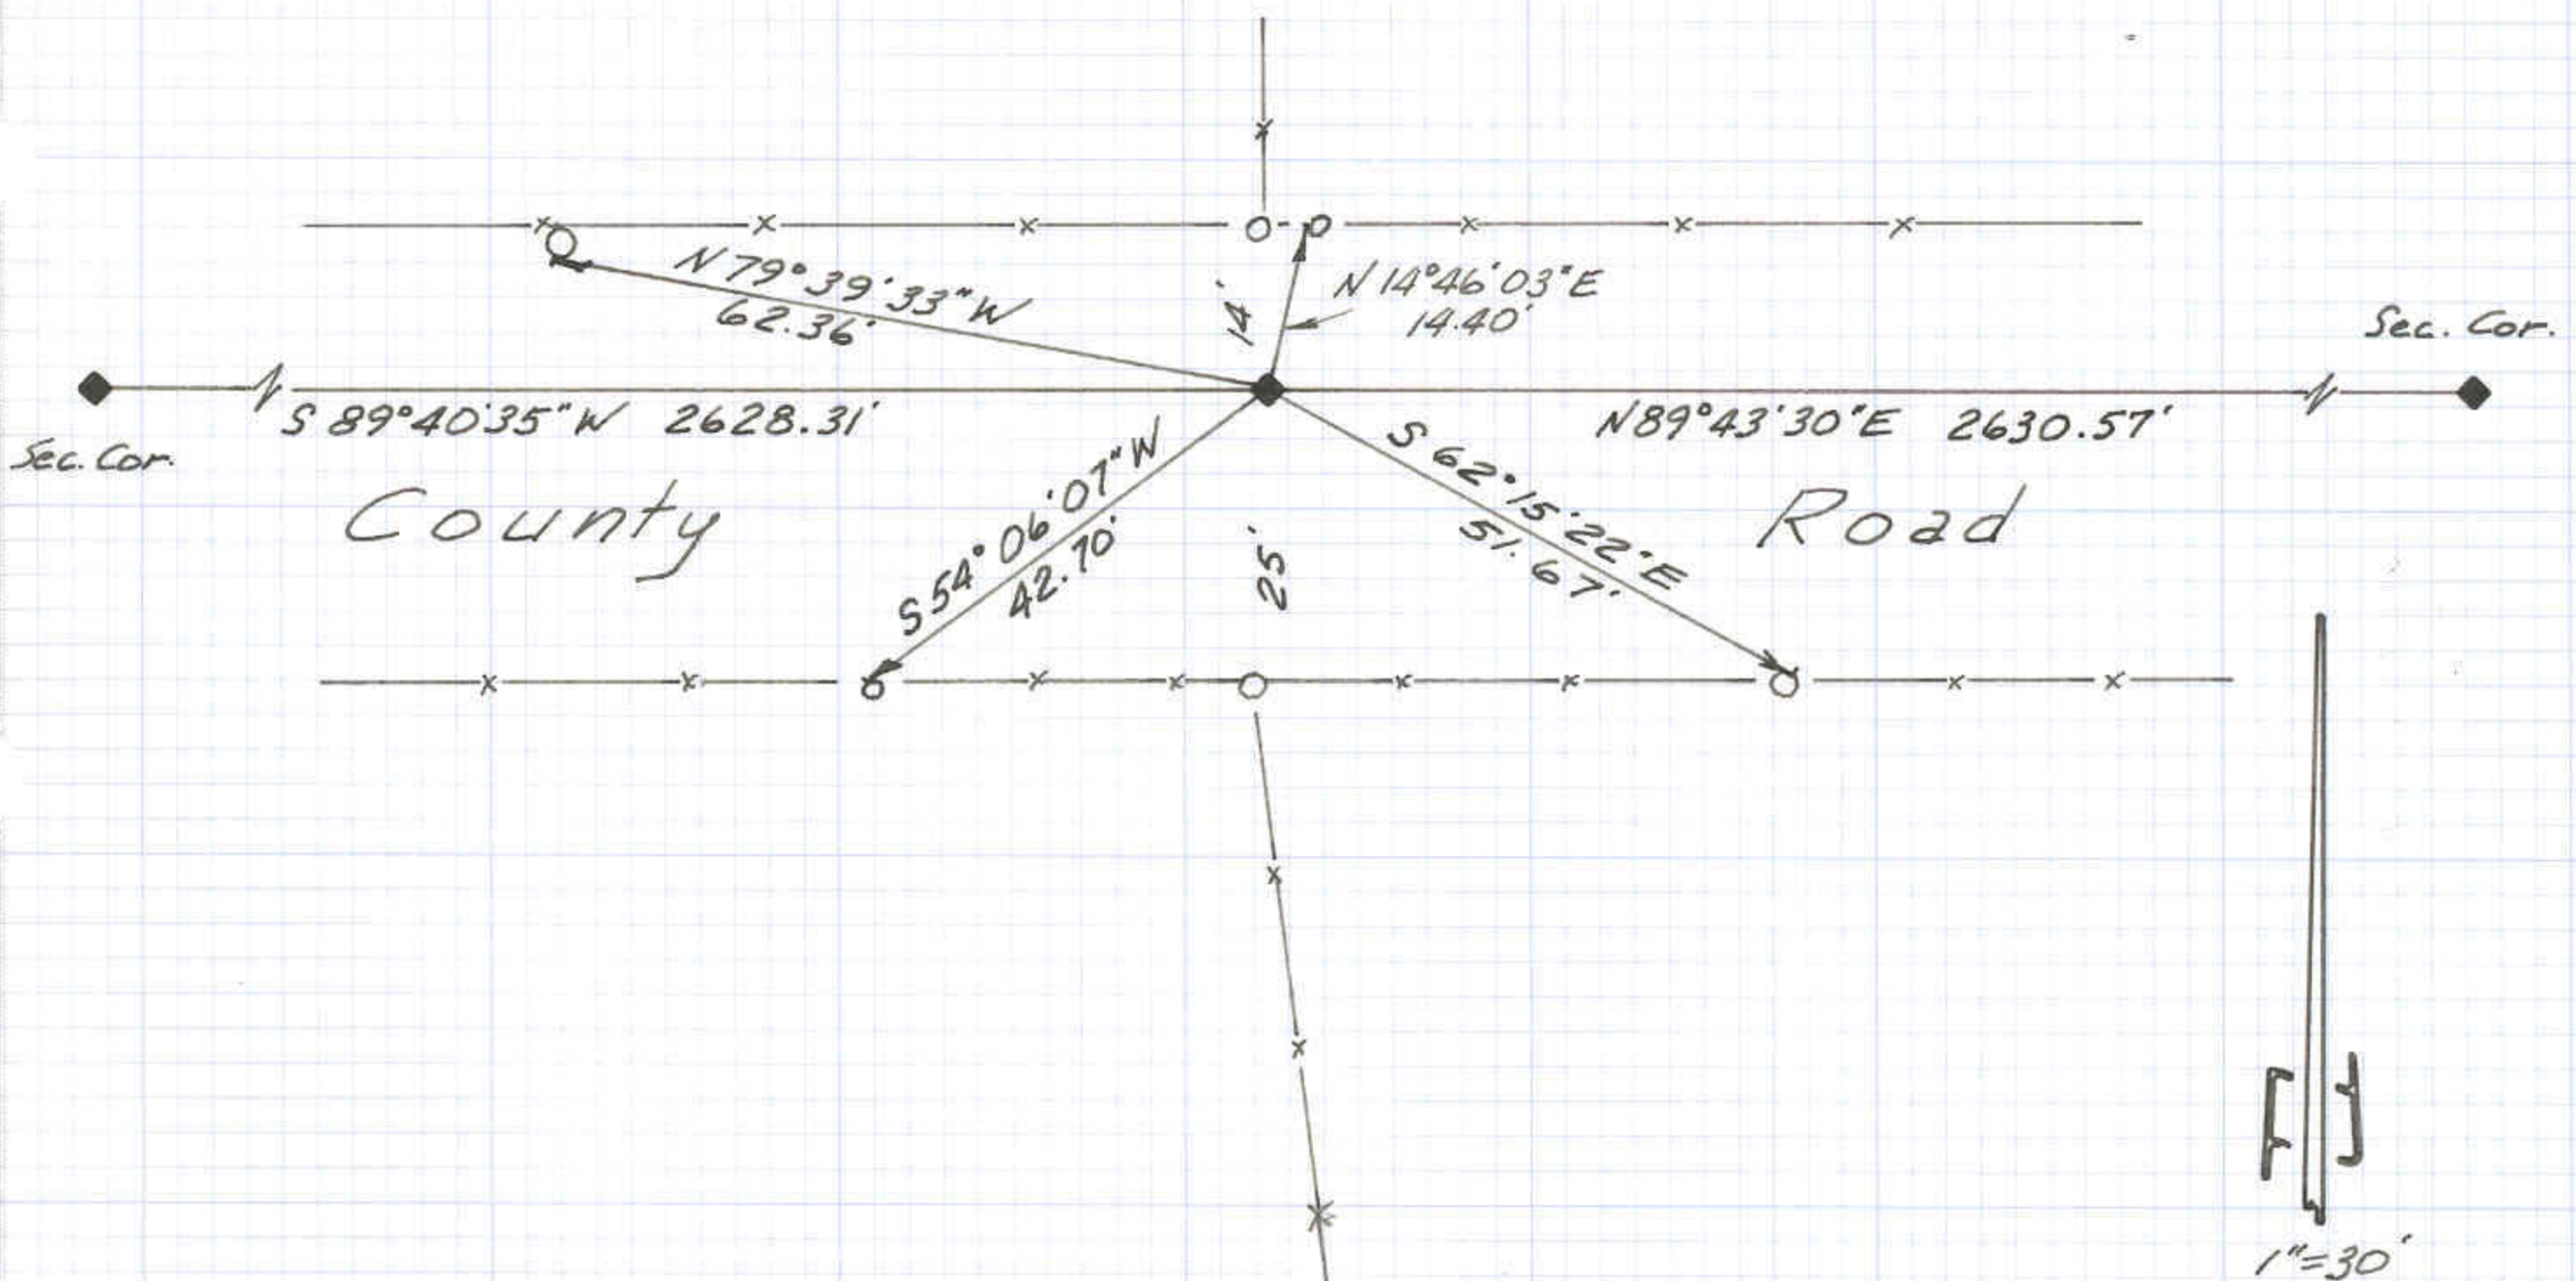 N 79°39'33" W
62.36'
14'
N 14°46'03" E
14.40'
Sec. Cor.
S 89°40'35" W 2628.31'
N 89°43'30" E 2630.57'
Sec. Cor.
County Road
S 54°06'07" W
42.70'
25'
S 62°15'22" E
51.67'
1"=30'